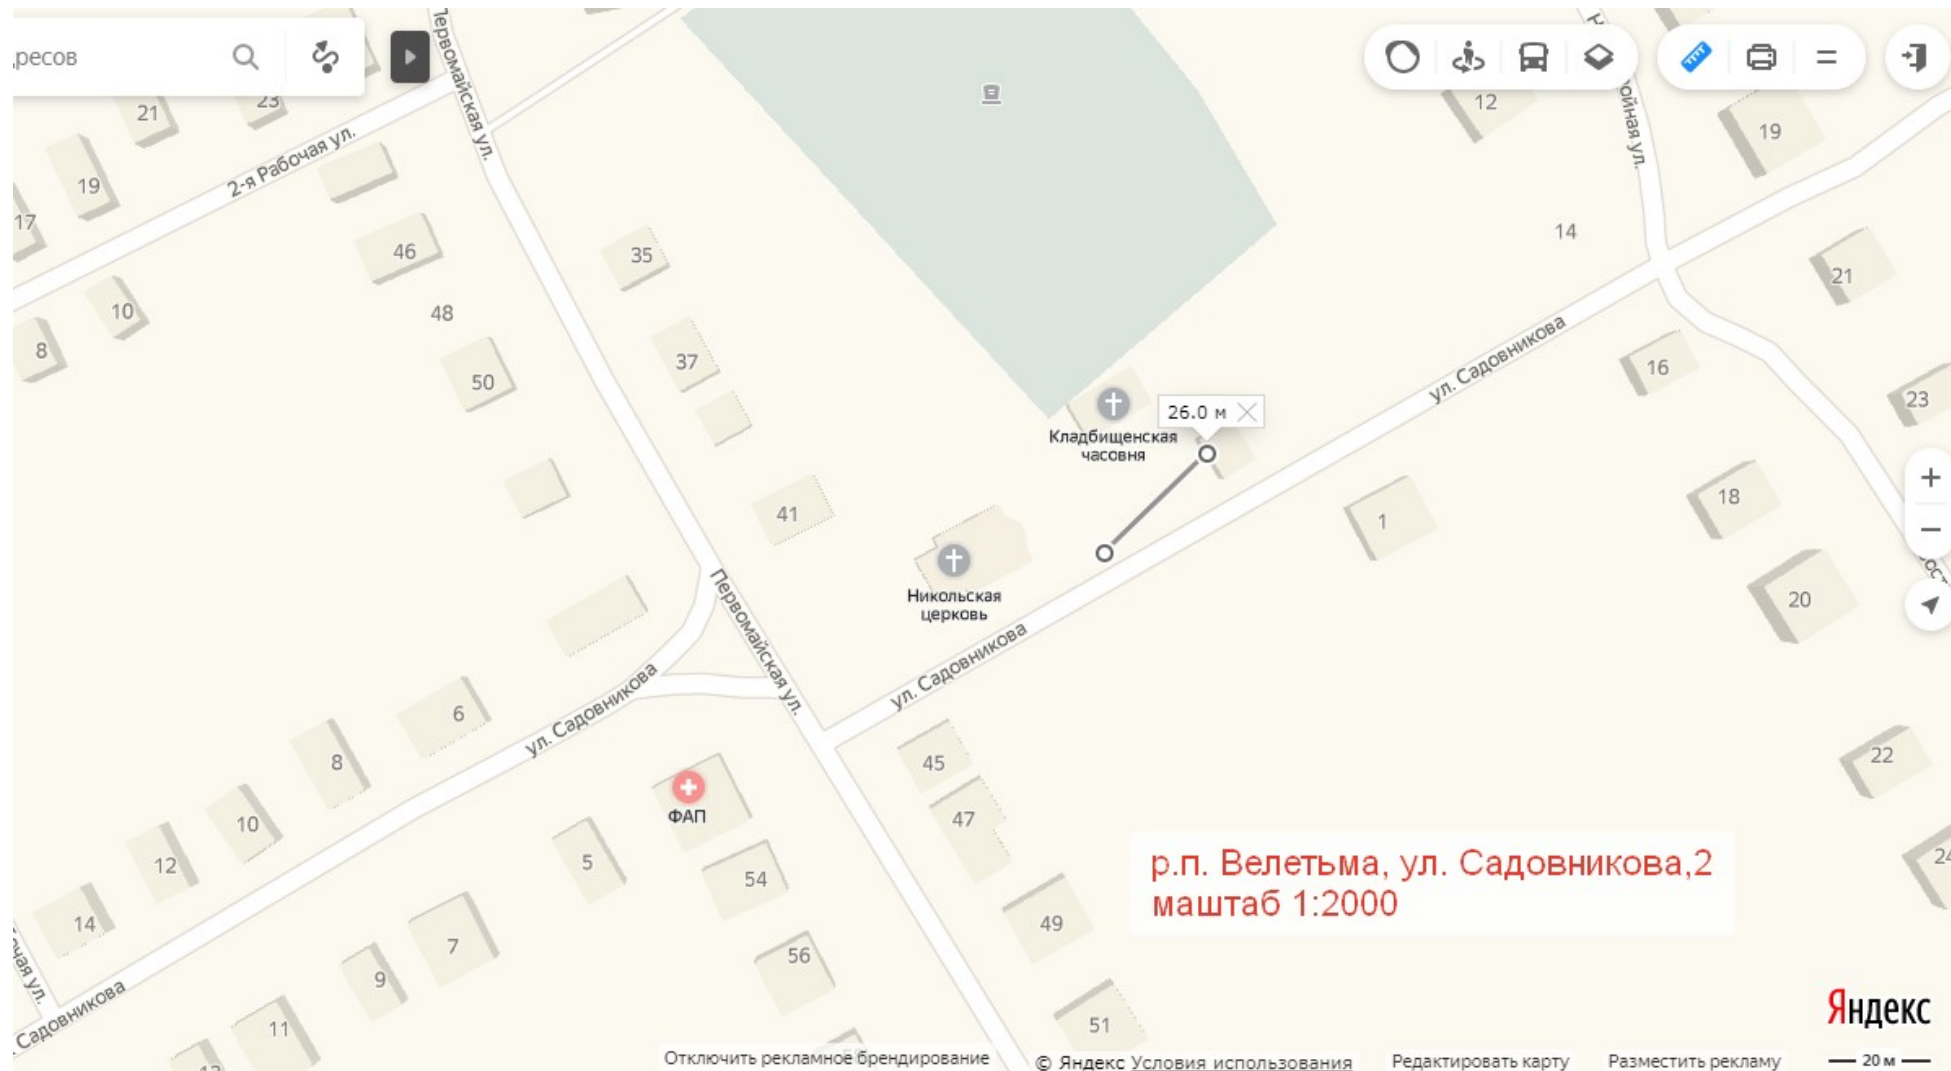 ресов
Первомайская ул.
12
21
23
19
ойная ул.
2-я Рабочая ул.
19
17
46
35
14
10
48
21
8
37
50
ул. Садовникова
16
23
Кладбищенская
часовня
26.0 м
41
1
18
Никольская
церковь
20
Первомайская ул.
ул. Садовникова
ул. Садовникова
6
8
45
22
ФАП
10
47
12
5
54
р.п. Велетьма, ул. Садовникова,2
маштаб 1:2000
24
14
49
7
56
9
Садовникова
11
51
13
Яндекс
Отключить рекламное брендирование
© Яндекс Условия использования
Редактировать карту
Разместить рекламу
20 м